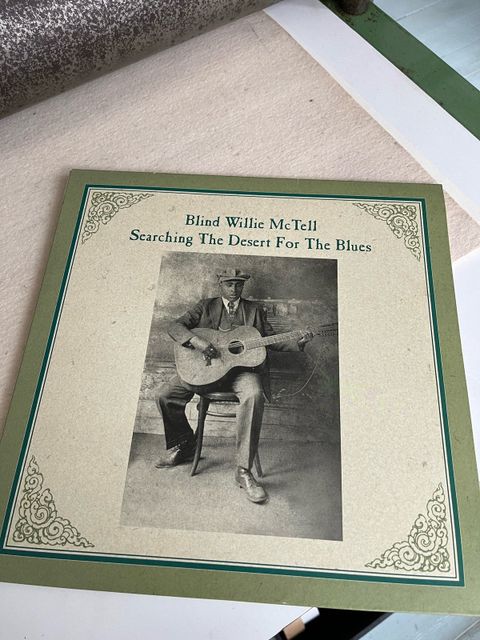 Blind Willie McTell
Searching The Desert For The Blues